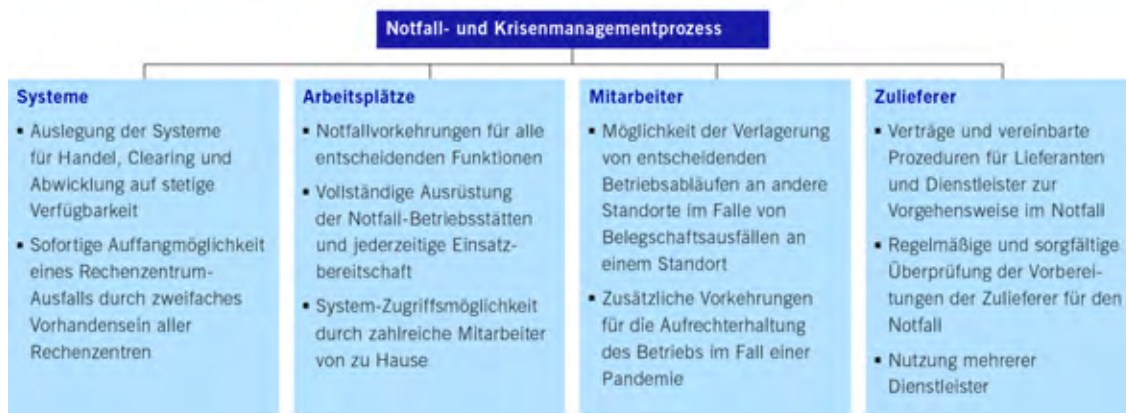 Notfall- und Krisenmanagementprozess
Systeme
▪ Auslegung der Systeme
für Handel, Clearing und
Abwicklung auf stetige
Verfügbarkeit
▪ Sofortige Auffangmöglichkeit
eines Rechenzentrum-
Ausfalls durch zweifaches
Vorhandensein aller
Rechenzentren
Arbeitsplätze
▪ Notfallvorkehrungen für alle
entscheidenden Funktionen
▪ Vollständige Ausrüstung
der Notfall-Betriebsstätten
und jederzeitige Einsatz-
bereitschaft
▪ System-Zugriffsmöglichkeit
durch zahlreiche Mitarbeiter
von zu Hause
Mitarbeiter
▪ Möglichkeit der Verlagerung
von entscheidenden
Betriebsabläufen an andere
Standorte im Falle von
Belegschaftsausfällen an
einem Standort
▪ Zusätzliche Vorkehrungen
für die Aufrechterhaltung
des Betriebs im Fall einer
Pandemie
Zulieferer
▪ Verträge und vereinbarte
Prozeduren für Lieferanten
und Dienstleister zur
Vorgehensweise im Notfall
▪ Regelmäßige und sorgfältige
Überprüfung der Vorberei-
tungen der Zulieferer für den
Notfall
▪ Nutzung mehrerer
Dienstleister